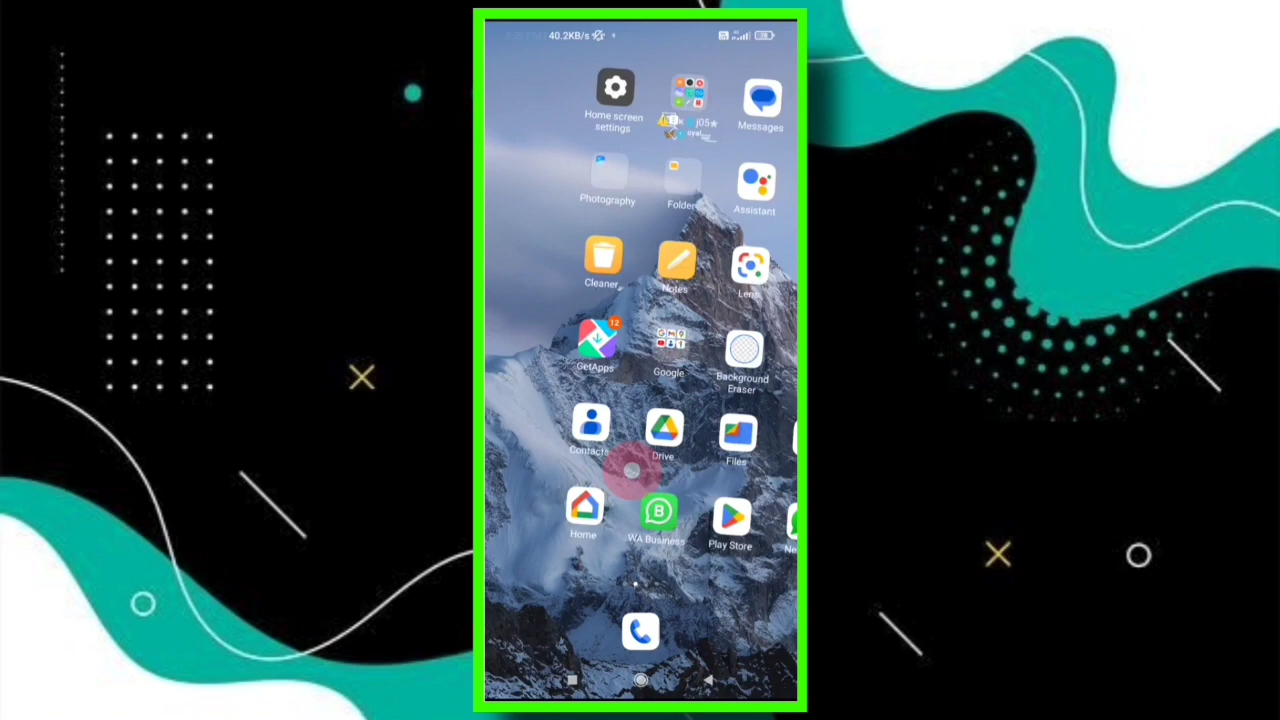 40.2KB/s
Home screen
settings
Messages
Photography
Folder
Assistant
Cleaner
Notes
Lens
12
GetApps
Google
Background
Eraser
Contacts
Drive
Files
B
Home
WA Business
Play Store